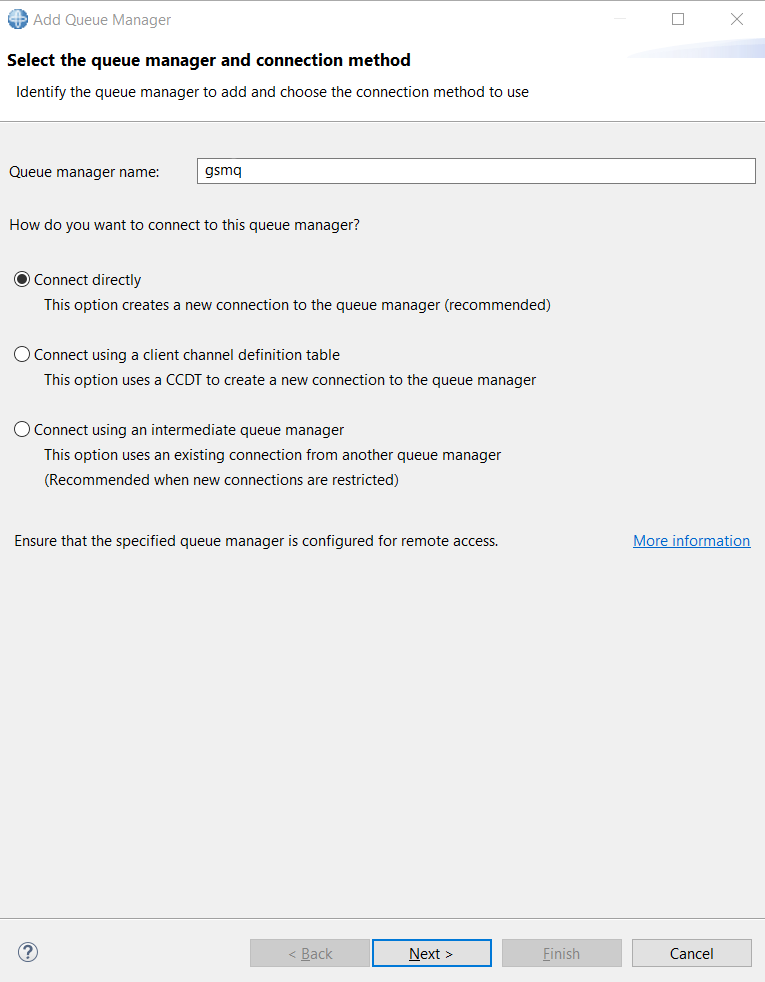 Add Queue Manager
Select the queue manager and connection method
Identify the queue manager to add and choose the connection method to use
Queue manager name: gsmq
How do you want to connect to this queue manager?
Connect directly
This option creates a new connection to the queue manager (recommended)
Connect using a client channel definition table
This option uses a CCDT to create a new connection to the queue manager
Connect using an intermediate queue manager
This option uses an existing connection from another queue manager
(Recommended when new connections are restricted)
Ensure that the specified queue manager is configured for remote access. More information
? < Back Next > Finish Cancel